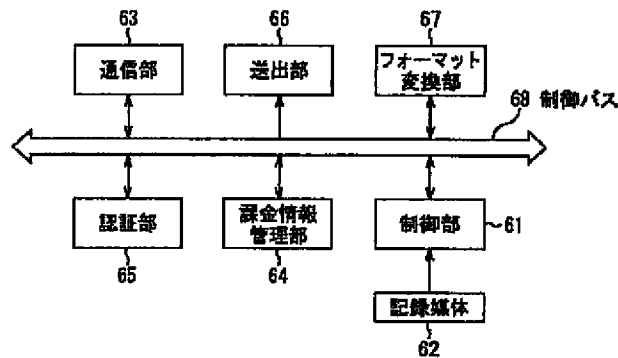 63
通信部
66
送出部
67
フォーマット
変換部
68 制御バス
認証部
65
課金情報
管理部
64
制御部
61
記録媒体
62